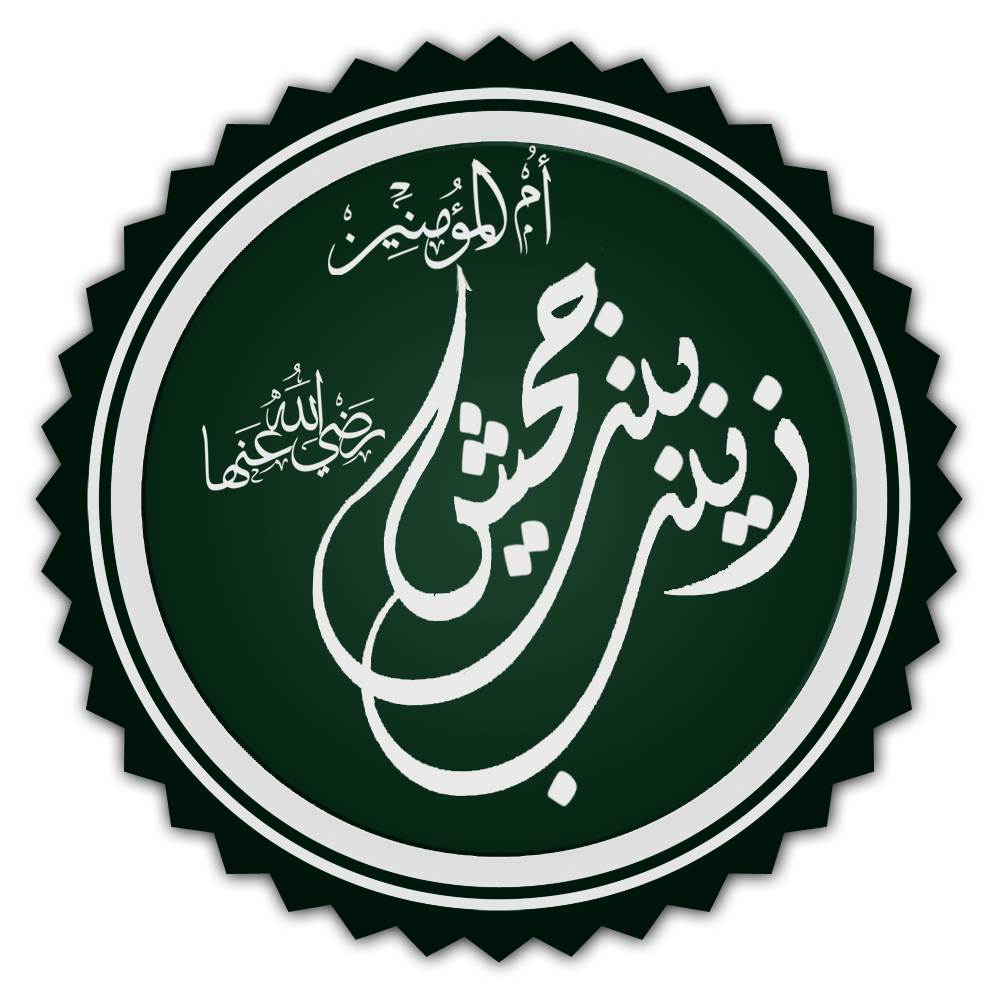 أم المؤمنين
زينب بنت جحش
رضي الله عنها